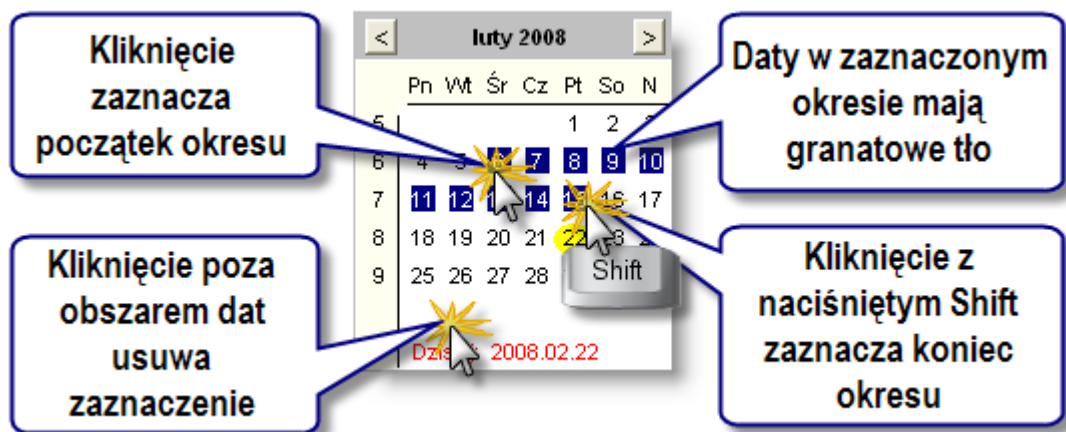 Kliknięcie
zaznacza
początek okresu
< luty 2008 >
Pn Wt Śr Cz Pt So N
5 1 2 3
6 4 5 6 7 8 9 10
7 11 12 14 15 16 17
8 18 19 20 21 22
9 25 26 27 28
Shift
2008.02.22
Daty w zaznaczonym
okresie mają
granatowe tło
Kliknięcie poza
obszarem dat
usuwa
zaznaczenie
Kliknięcie z
naciśniętym Shift
zaznacza koniec
okresu